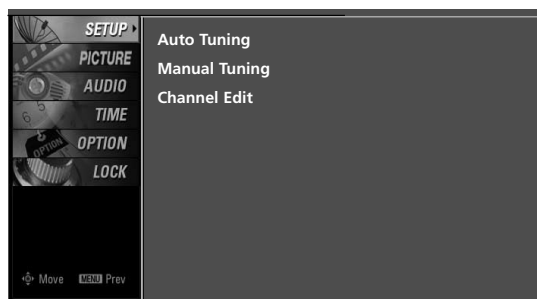 SETUP
PICTURE
AUDIO
TIME
OPTION
LOCK
Move MENU Prev
Auto Tuning
Manual Tuning
Channel Edit